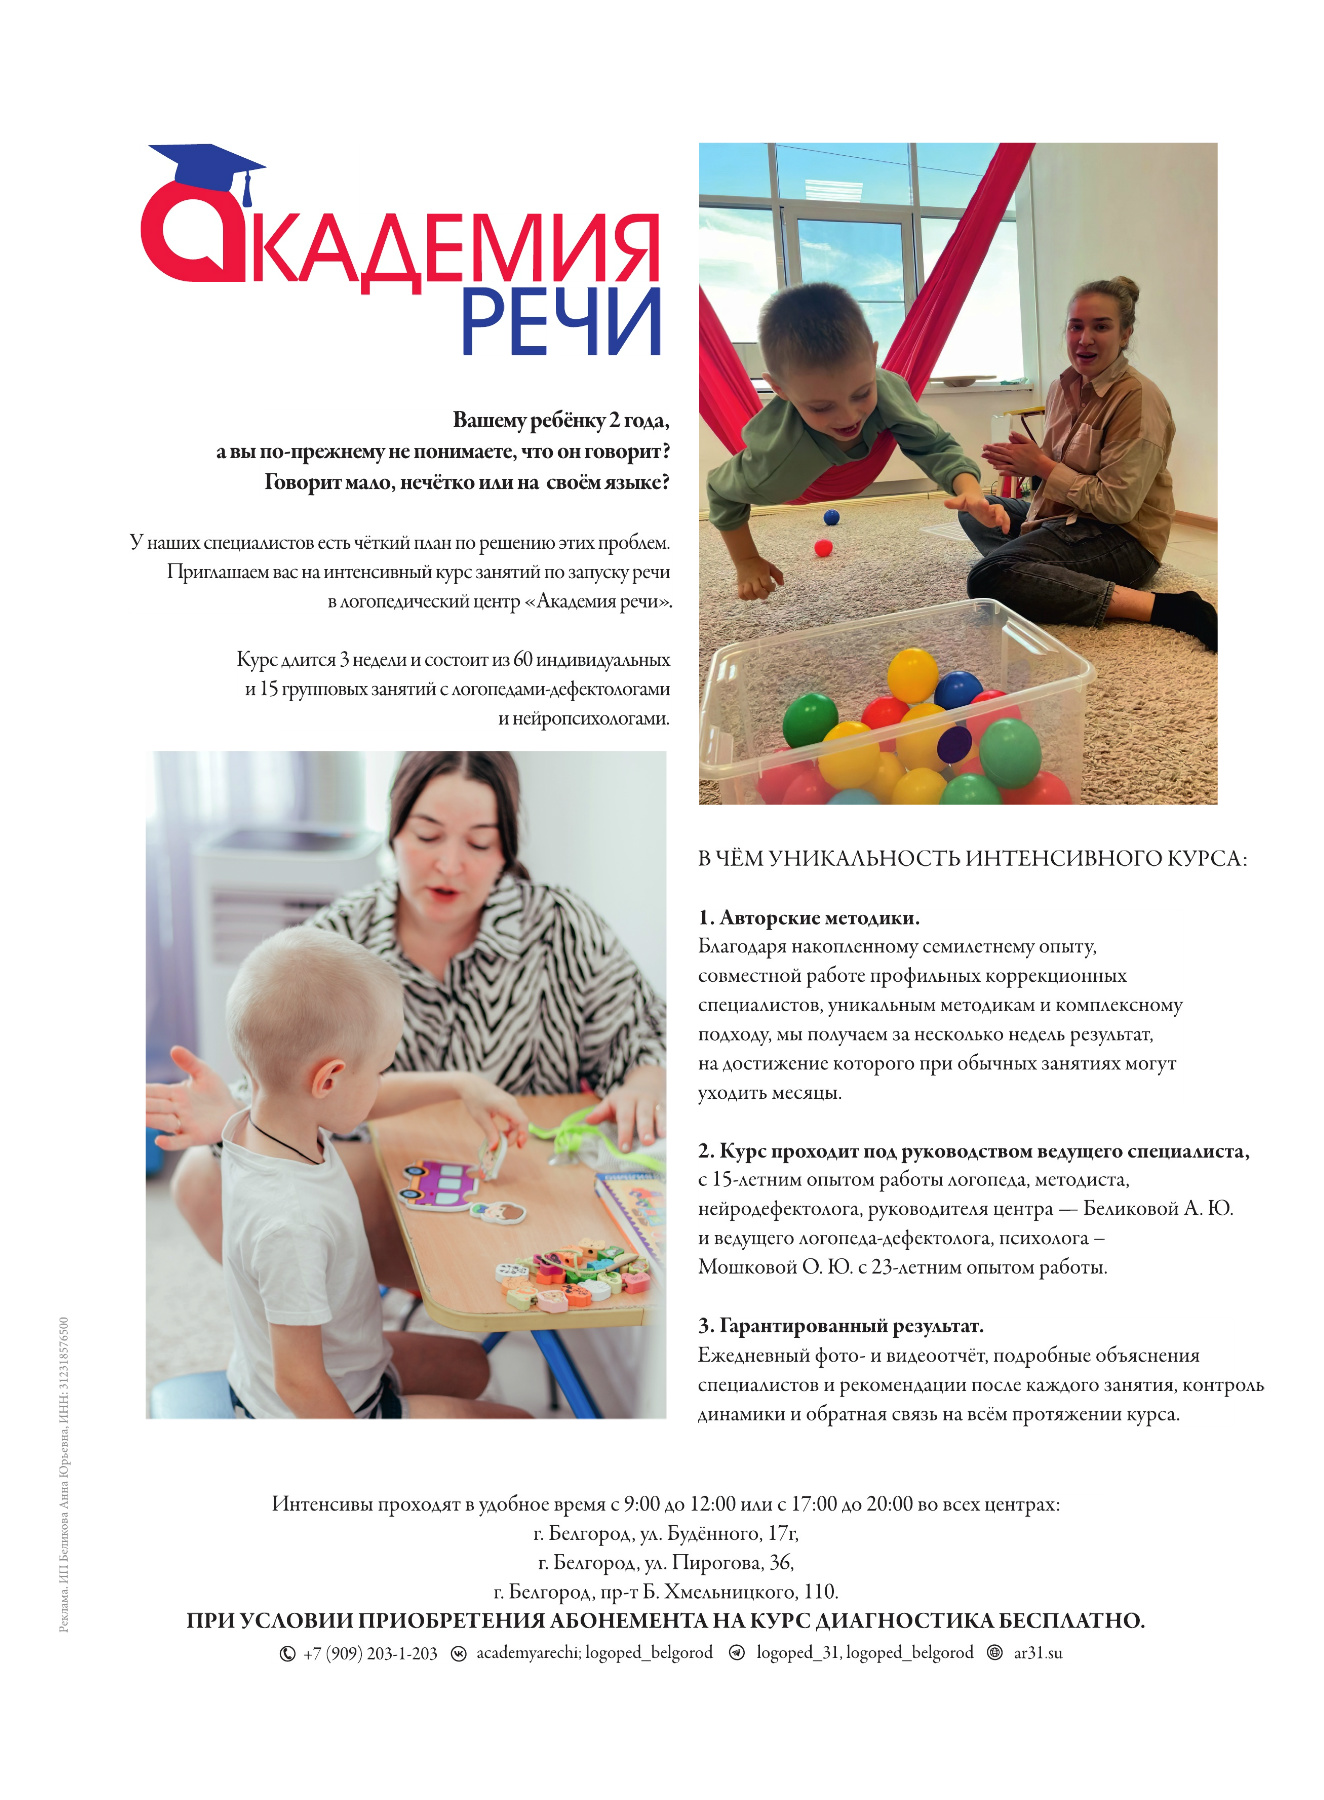 АКАДЕМИЯ
РЕЧИ
Вашему ребёнку 2 года,
а вы по-прежнему не понимаете, что он говорит?
Говорит мало, нечётко или на своём языке?
У наших специалистов есть чёткий план по решению этих проблем.
Приглашаем вас на интенсивный курс занятий по запуску речи
в логопедический центр «Академия речи».
Курс длится 3 недели и состоит из 60 индивидуальных
и 15 групповых занятий с логопедами-дефектологами
и нейропсихологами.
В ЧЁМ УНИКАЛЬНОСТЬ ИНТЕНСИВНОГО КУРСА:
1. Авторские методики.
Благодаря накопленному семилетнему опыту,
совместной работе профильных коррекционных
специалистов, уникальным методикам и комплексному
подходу, мы получаем за несколько недель результат,
на достижение которого при обычных занятиях могут
уходить месяцы.
2. Курс проходит под руководством ведущего специалиста,
с 15-летним опытом работы логопеда, методиста,
нейродефектолога, руководителя центра — Беликовой А. Ю.
и ведущего логопеда-дефектолога, психолога –
Мошковой О. Ю. с 23-летним опытом работы.
3. Гарантированный результат.
Ежедневный фото- и видеоотчёт, подробные объяснения
специалистов и рекомендации после каждого занятия, контроль
динамики и обратная связь на всём протяжении курса.
Интенсивы проходят в удобное время с 9:00 до 12:00 или с 17:00 до 20:00 во всех центрах:
г. Белгород, ул. Будённого, 17г,
г. Белгород, ул. Пирогова, 36,
г. Белгород, пр-т Б. Хмельницкого, 110.
ПРИ УСЛОВИИ ПРИОБРЕТЕНИЯ АБОНЕМЕНТА НА КУРС ДИАГНОСТИКА БЕСПЛАТНО.
+7 (909) 203-1-203 academyarechi; logoped_belgorod logoped_31, logoped_belgorod ar31.su
Реклама. ИП Беликова Анна Юрьевна, ИНН: 312318576500